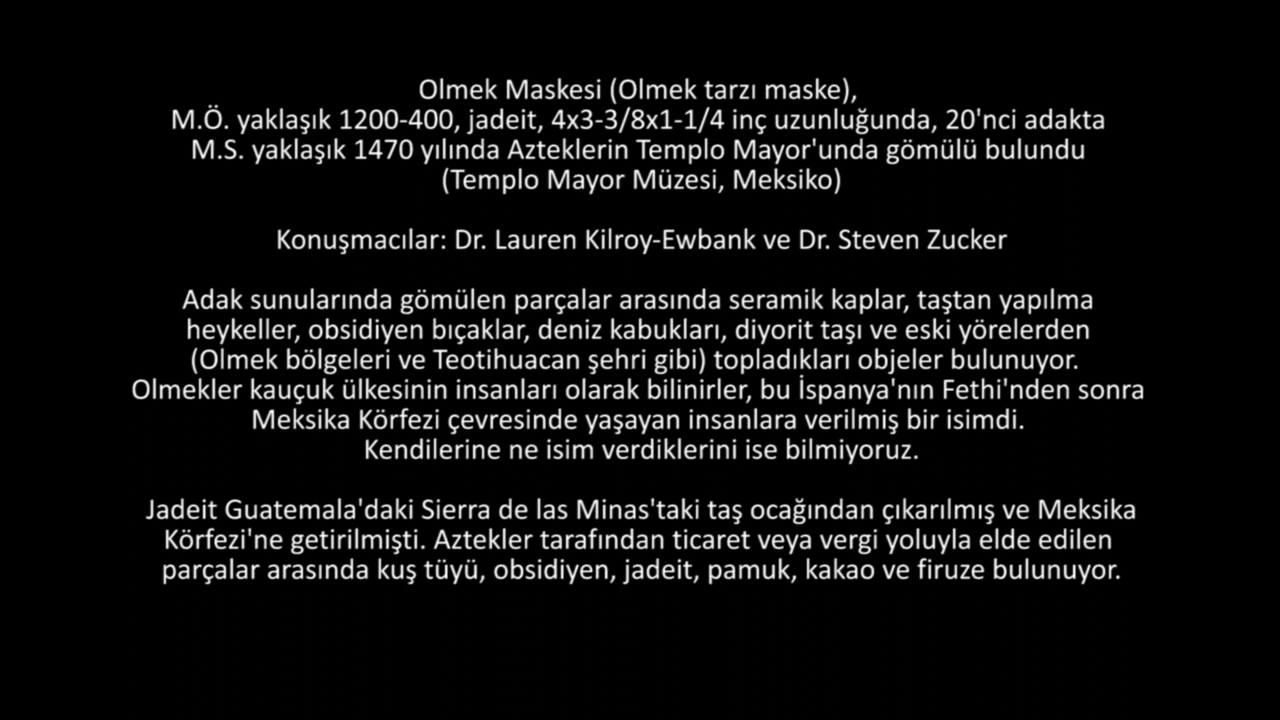 Olmek Maskesi (Olmek tarzı maske),
M.Ö. yaklaşık 1200-400, jadeit, 4x3-3/8x1-1/4 inç uzunluğunda, 20'nci adakta
M.S. yaklaşık 1470 yılında Azteklerin Templo Mayor'unda gömülü bulundu
(Templo Mayor Müzesi, Meksiko)
Konuşmacılar: Dr. Lauren Kilroy-Ewbank ve Dr. Steven Zucker
Adak sunularında gömülen parçalar arasında seramik kaplar, taştan yapılma
heykeller, obsidiyen bıçaklar, deniz kabukları, diyorit taşı ve eski yörelerden
(Olmek bölgeleri ve Teotihuacan şehri gibi) topladıkları objeler bulunuyor.
Olmekler kauçuk ülkesinin insanları olarak bilinirler, bu İspanya'nın Fethi'nden sonra
Meksika Körfezi çevresinde yaşayan insanlara verilmiş bir isimdi.
Kendilerine ne isim verdiklerini ise bilmiyoruz.
Jadeit Guatemala'daki Sierra de las Minas'taki taş ocağından çıkarılmış ve Meksika
Körfezi'ne getirilmişti. Aztekler tarafından ticaret veya vergi yoluyla elde edilen
parçalar arasında kuş tüyü, obsidiyen, jadeit, pamuk, kakao ve firuze bulunuyor.